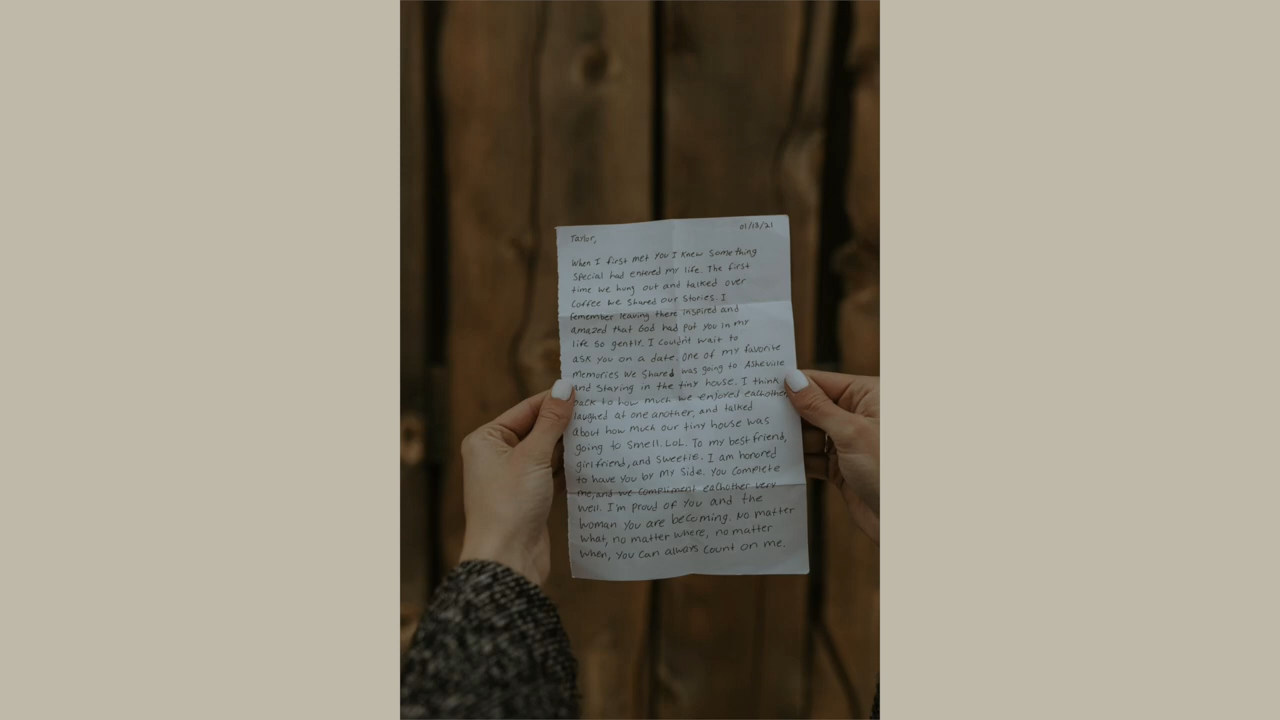 01/13/21
Taylor,
When I first met you I knew something
special had entered my life. The first
time we hung out and talked over
coffee we shared our stories. I
remember leaving there inspired and
amazed that God had put you in my
life so gently. I couldn't wait to
ask you on a date. One of my favorite
memories we shared was going to Asheville
and staying in the tiny house. I think
back to how much we enjoyed eachother,
laughed at one another, and talked
about how much our tiny house was
going to smell. LOL. To my best friend,
girlfriend, and sweetie. I am honored
to have you by my side. You complete
me, and we compliment eachother very
well. I'm proud of you and the
woman you are becoming. No matter
what, no matter where, no matter
when, you can always count on me.